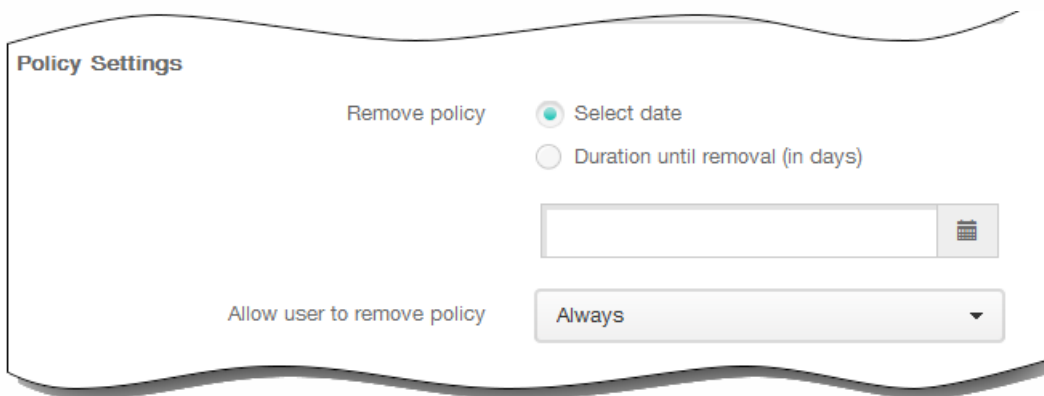 Policy Settings
Remove policy
Select date
Duration until removal (in days)
Allow user to remove policy
Always